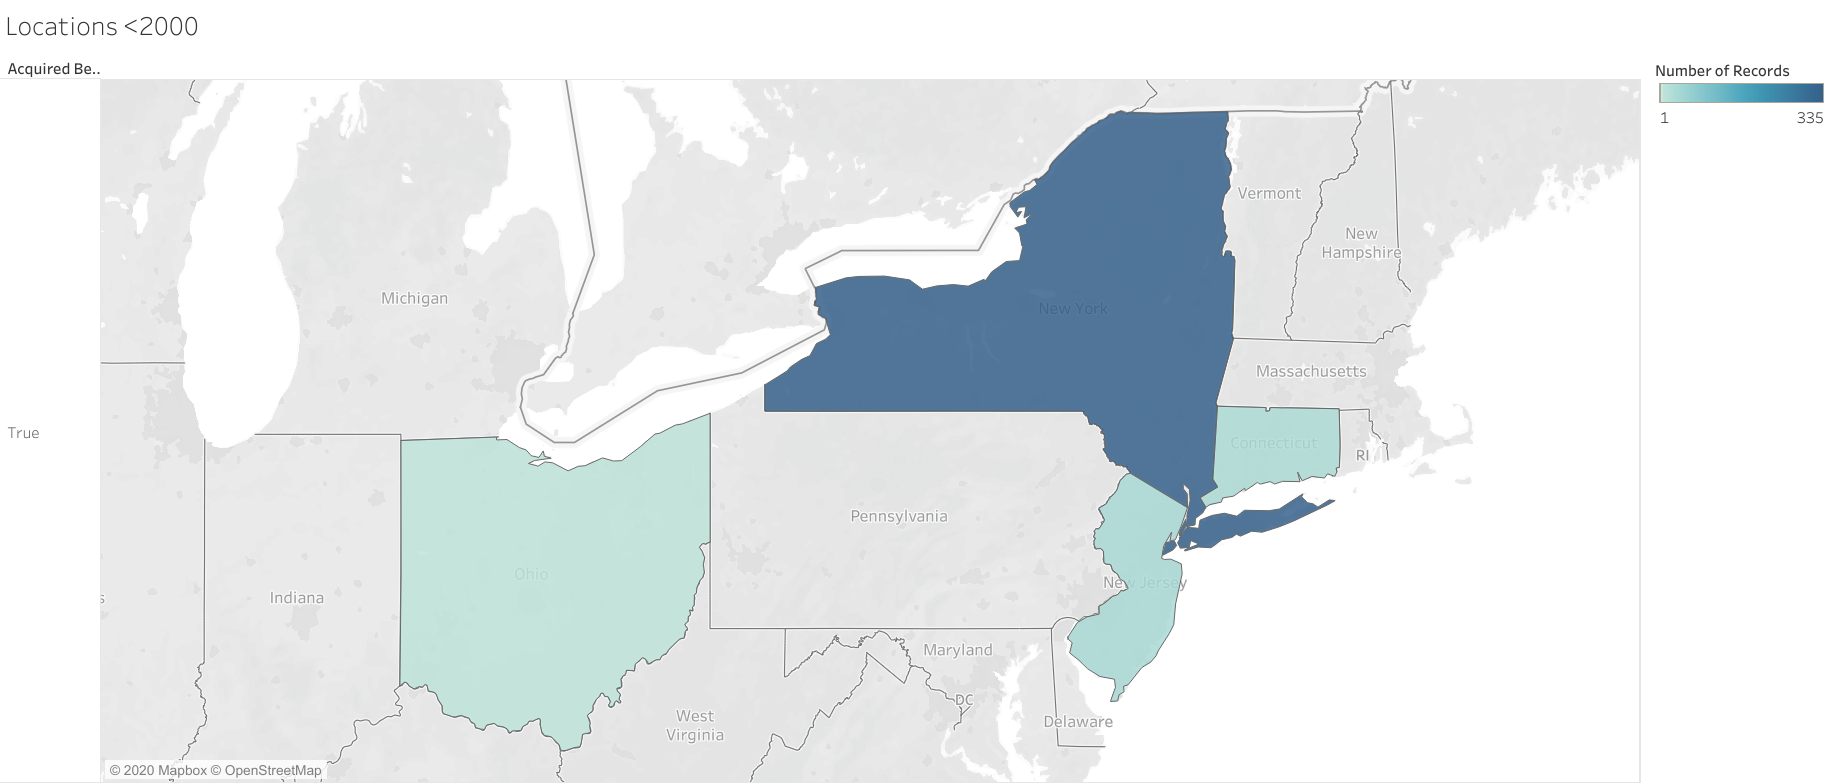 Locations <2000
Acquired Be..
Number of Records
1 335
Vermont
New
Hampshire
Michigan
New York
Massachusetts
Connecticut
RI
True
Pennsylvania
Ohio
New Jersey
Indiana
s
Maryland
DC
West
Virginia
Delaware
© 2020 Mapbox © OpenStreetMap